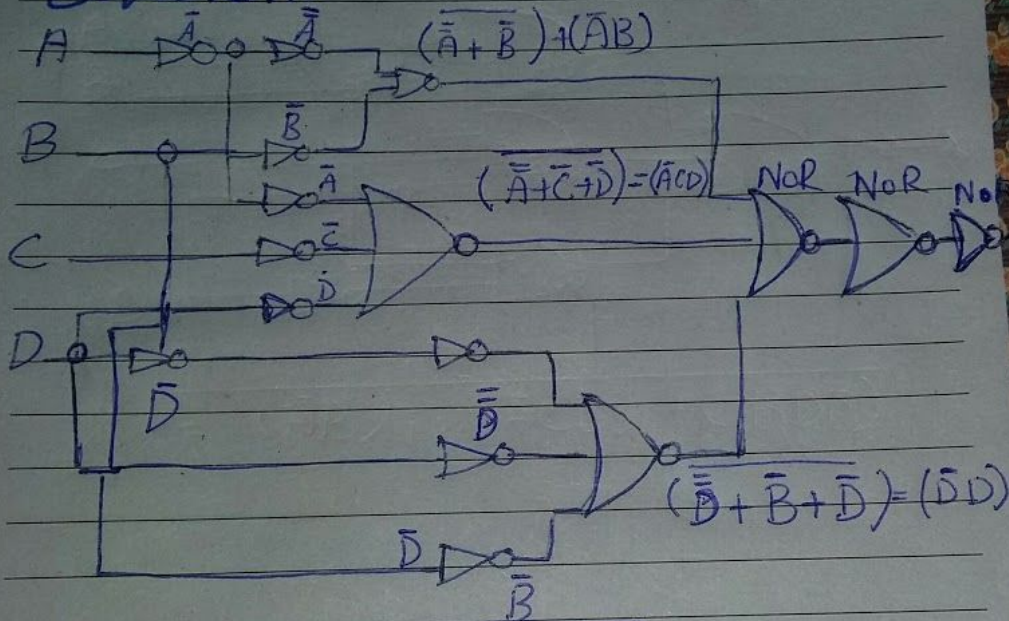 A Ā A̿ (A̿ + B̄)‾ + (ĀB)
B B̄
Ā (A̿ + C̄ + D̄)‾ = (ĀCD) NOR NOR
C C̄
D̄
D
D̄ D̿
(D̿ + B̄ + D̄)‾ = (D̄D)
D̄
B̄